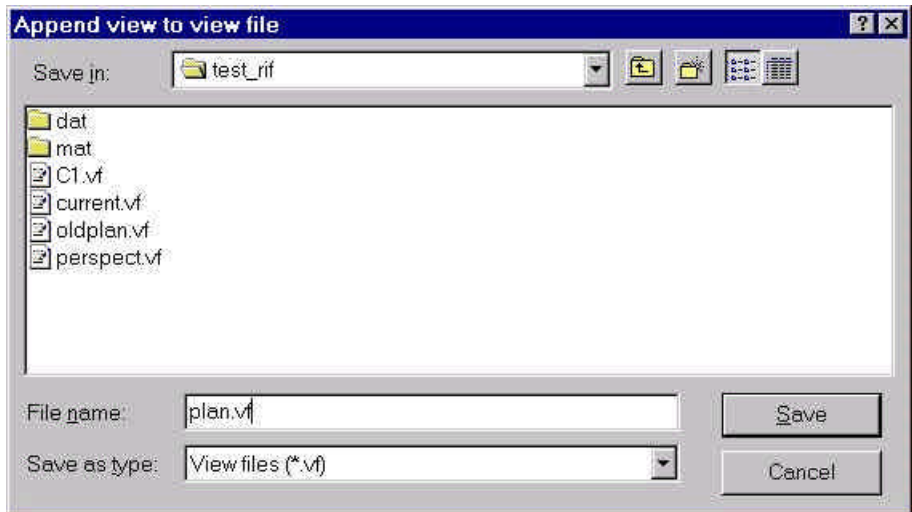 Append view to view file
Save in: test_rif
dat
mat
C1.vf
current.vf
oldplan.vf
perspect.vf
File name: plan.vf Save
Save as type: View files (*.vf) Cancel